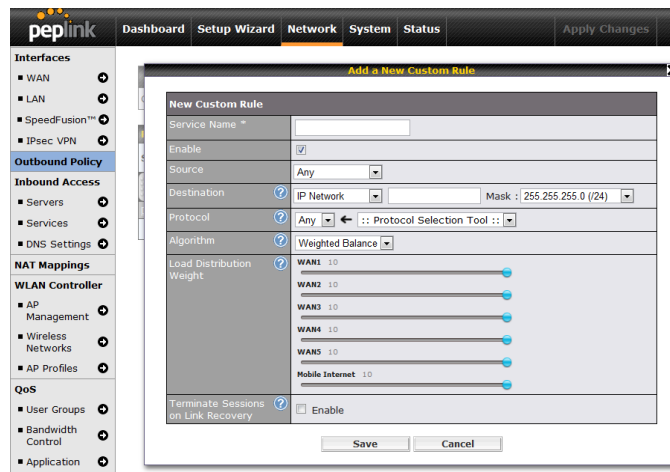 peplink
Dashboard Setup Wizard Network System Status Apply Changes
Interfaces
WAN
LAN
SpeedFusion™
IPsec VPN
Outbound Policy
Inbound Access
Servers
Services
DNS Settings
NAT Mappings
WLAN Controller
AP
Management
Wireless
Networks
AP Profiles
QoS
User Groups
Bandwidth
Control
Application
Add a New Custom Rule
New Custom Rule
Service Name *
Enable
Source Any
Destination ? IP Network Mask : 255.255.255.0 (/24)
Protocol ? Any :: Protocol Selection Tool ::
Algorithm ? Weighted Balance
Load Distribution ?
Weight
WAN1 10
WAN2 10
WAN3 10
WAN4 10
WAN5 10
Mobile Internet 10
Terminate Sessions ?
on Link Recovery
Enable
Save Cancel